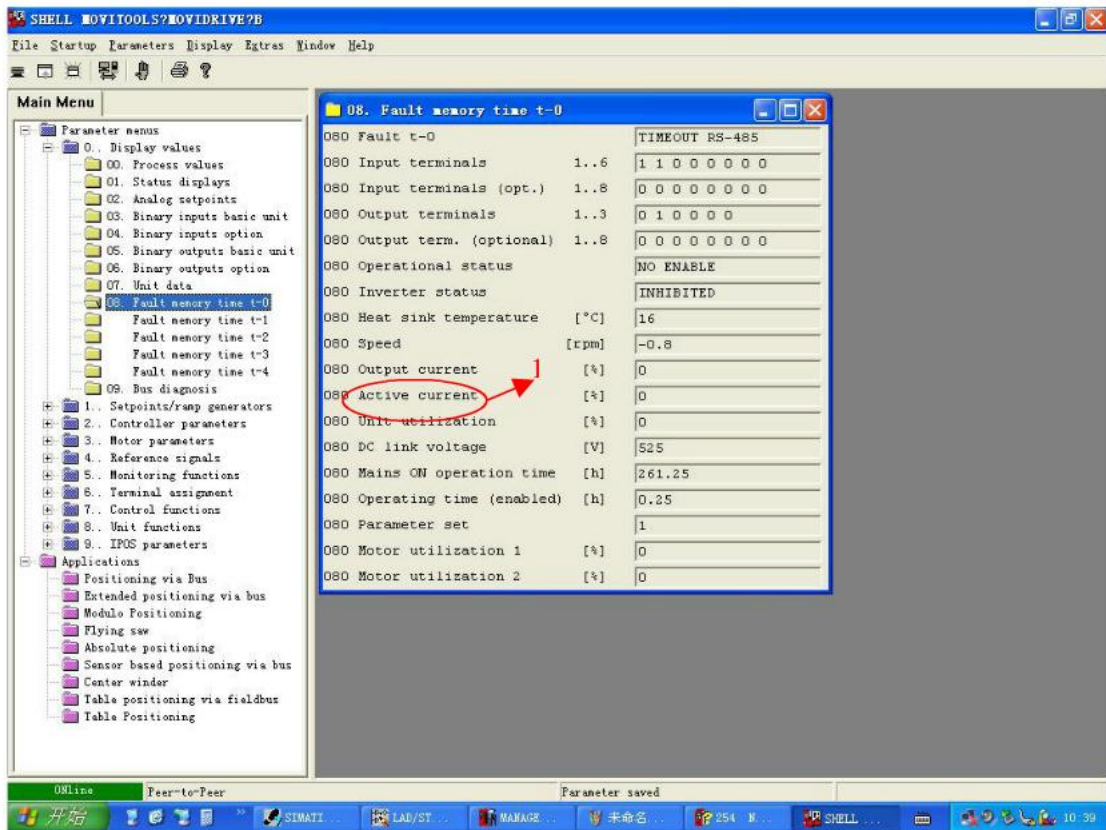 SHELL MOVITOOLS?MOVIDRIVE?B
File Startup Parameters Display Extras Window Help
Main Menu
Parameter menus
0.. Display values
00. Process values
01. Status displays
02. Analog setpoints
03. Binary inputs basic unit
04. Binary inputs option
05. Binary outputs basic unit
06. Binary outputs option
07. Unit data
08. Fault memory time t-0
Fault memory time t-1
Fault memory time t-2
Fault memory time t-3
Fault memory time t-4
09. Bus diagnosis
1.. Setpoints/ramp generators
2.. Controller parameters
3.. Motor parameters
4.. Reference signals
5.. Monitoring functions
6.. Terminal assignment
7.. Control functions
8.. Unit functions
9.. IPOS parameters
Applications
Positioning via Bus
Extended positioning via bus
Modulo Positioning
Flying saw
Absolute positioning
Sensor based positioning via bus
Center winder
Table positioning via fieldbus
Table Positioning
08. Fault memory time t-0
080 Fault t-0 TIMEOUT RS-485
080 Input terminals 1..6 1 1 0 0 0 0 0 0
080 Input terminals (opt.) 1..8 0 0 0 0 0 0 0 0
080 Output terminals 1..3 0 1 0 0 0 0
080 Output term. (optional) 1..8 0 0 0 0 0 0 0 0
080 Operational status NO ENABLE
080 Inverter status INHIBITED
080 Heat sink temperature [°C] 16
080 Speed [rpm] -0.8
080 Output current 1 [%] 0
080 Active current [%] 0
080 Unit utilization [%] 0
080 DC link voltage [V] 525
080 Mains ON operation time [h] 261.25
080 Operating time (enabled) [h] 0.25
080 Parameter set 1
080 Motor utilization 1 [%] 0
080 Motor utilization 2 [%] 0
ONline Peer-to-Peer Parameter saved
开始 » SIMATI... LAD/ST... MANAGE... 未命名... 254 N... SHELL ... 10:39